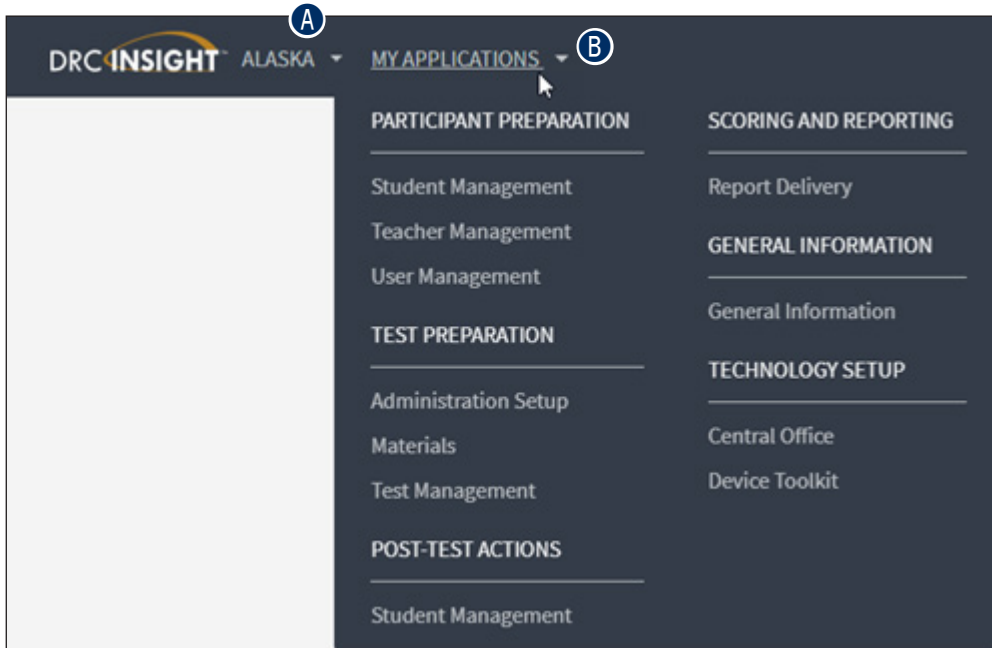 A
DRC INSIGHT™ ALASKA MY APPLICATIONS B
PARTICIPANT PREPARATION
Student Management
Teacher Management
User Management
TEST PREPARATION
Administration Setup
Materials
Test Management
POST-TEST ACTIONS
Student Management
SCORING AND REPORTING
Report Delivery
GENERAL INFORMATION
General Information
TECHNOLOGY SETUP
Central Office
Device Toolkit